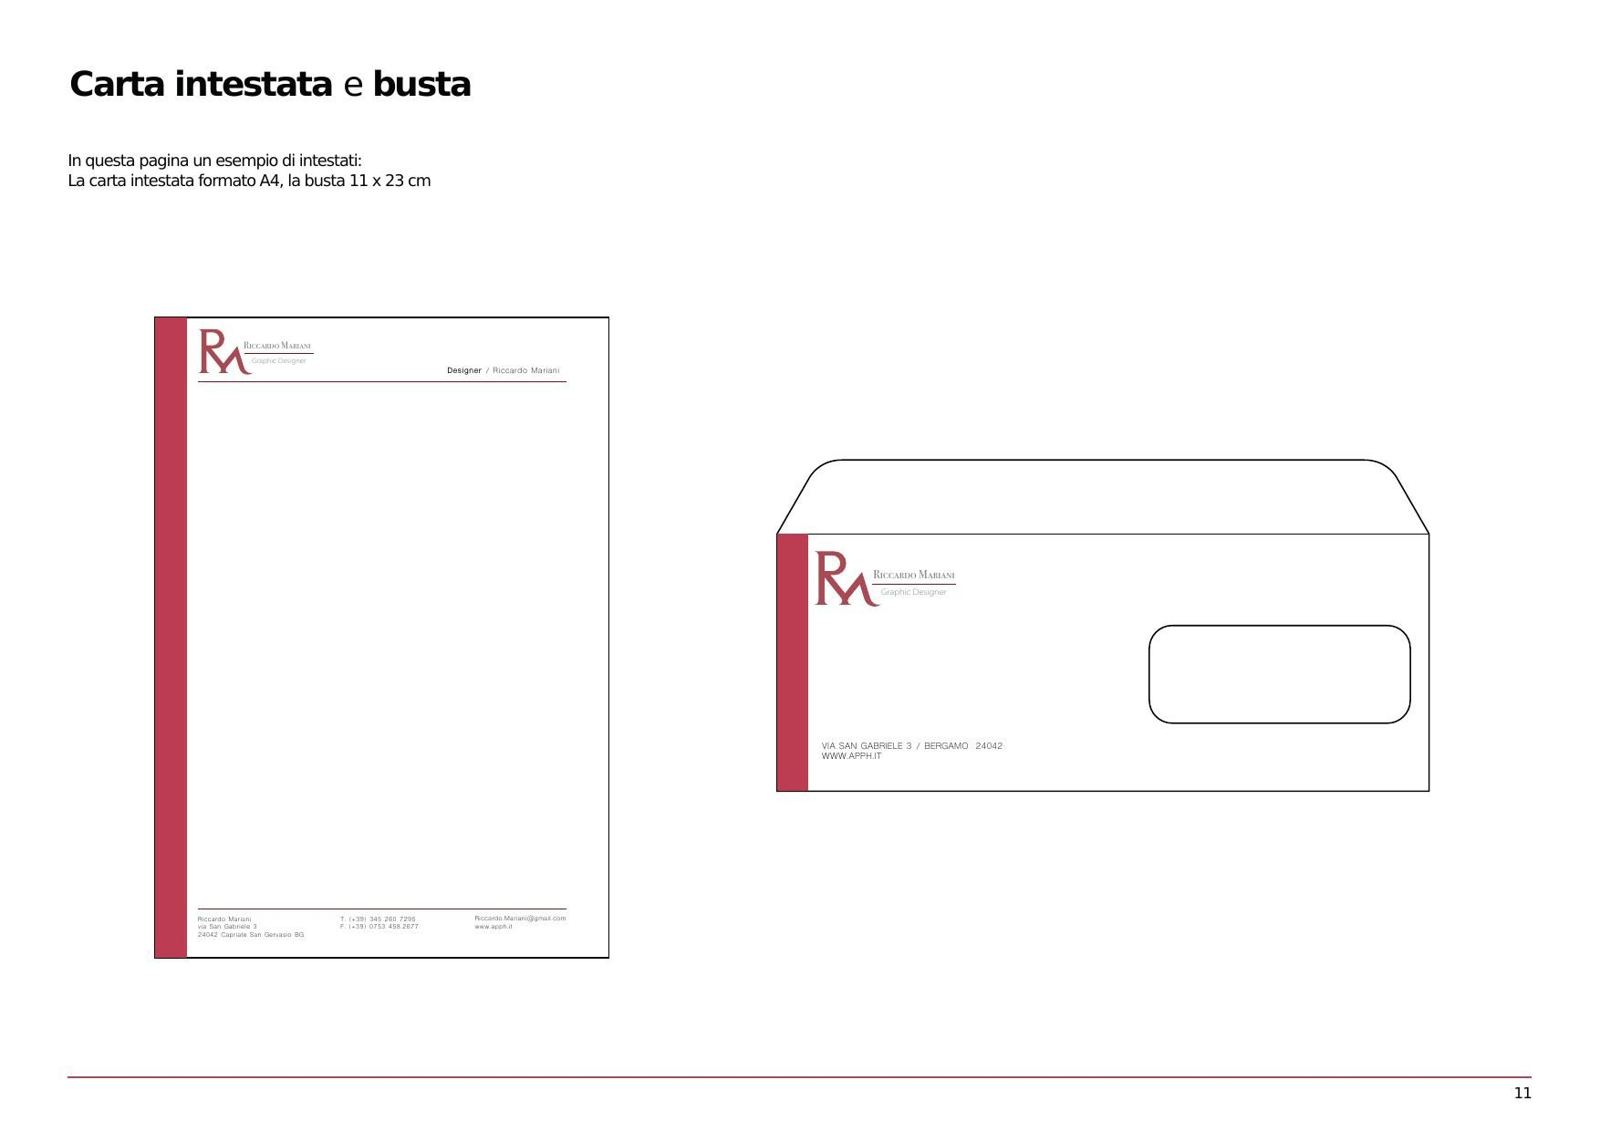 Carta intestata e busta
In questa pagina un esempio di intestati:
La carta intestata formato A4, la busta 11 x 23 cm
RM
RICCARDO MARIANI
Graphic Designer
Designer / Riccardo Mariani
Riccardo Mariani
via San Gabriele 3
24042 Capriate San Gervasio BG
T. (+39) 345 260 7296
F. (+39) 0753 458 2677
Riccardo.Mariani@gmail.com
www.apph.it
RM
RICCARDO MARIANI
Graphic Designer
VIA SAN GABRIELE 3 / BERGAMO 24042
WWW.APPH.IT
11